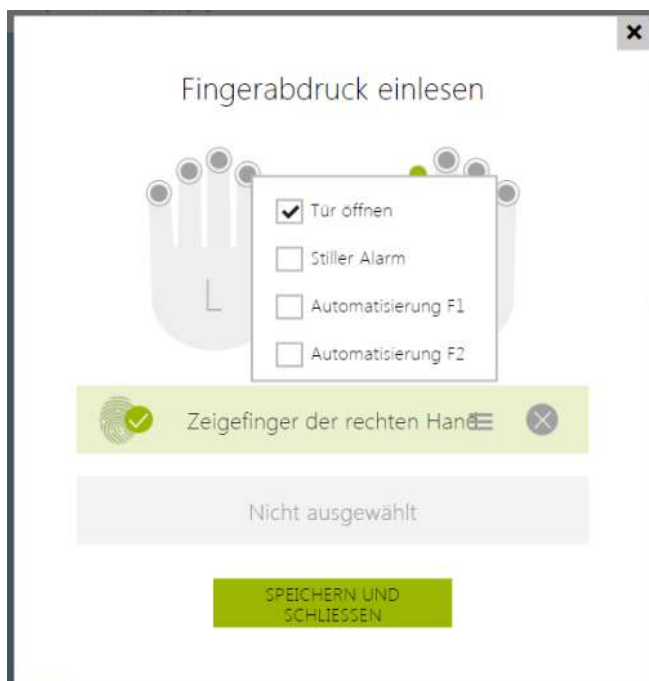 Fingerabdruck einlesen
L
Tür öffnen
Stiller Alarm
Automatisierung F1
Automatisierung F2
Zeigefinger der rechten Hand
Nicht ausgewählt
SPEICHERN UND
SCHLIESSEN